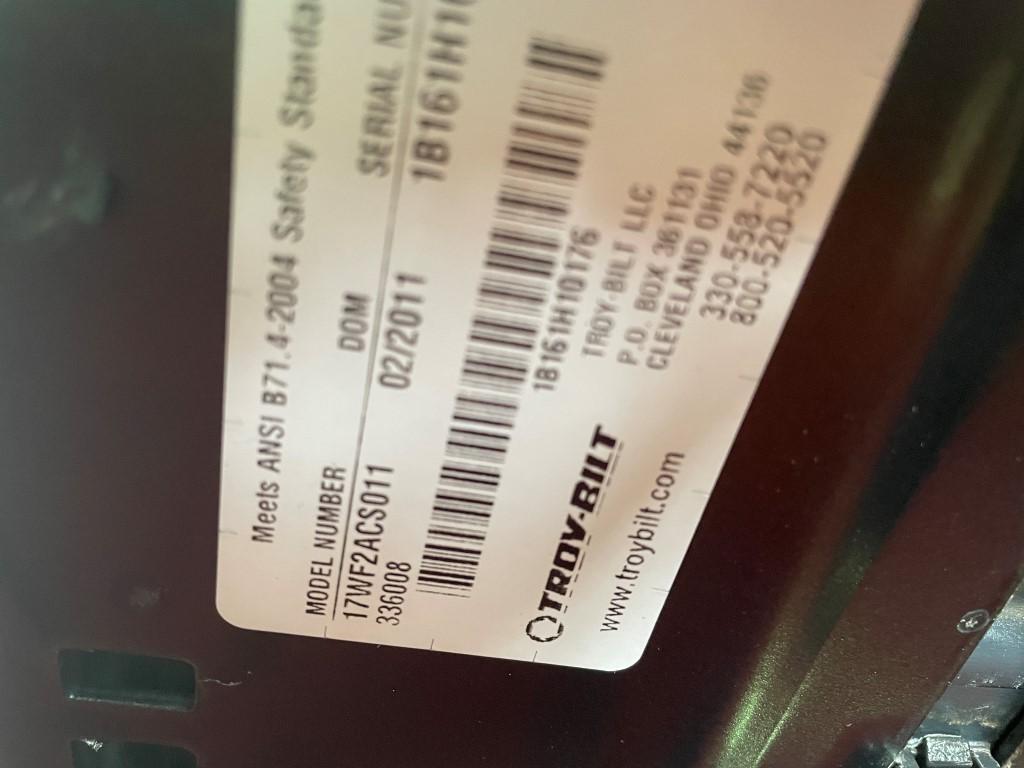 Meets ANSI B71.4-2004 Safety Standa
MODEL NUMBER DOM SERIAL NU
17WF2ACS011 02/2011 1B161H10
336008
1B161H10176
TROY-BILT LLC
P.O. BOX 361131
CLEVELAND OHIO 44136
330-558-7220
800-520-5520
TROY-BILT
www.troybilt.com